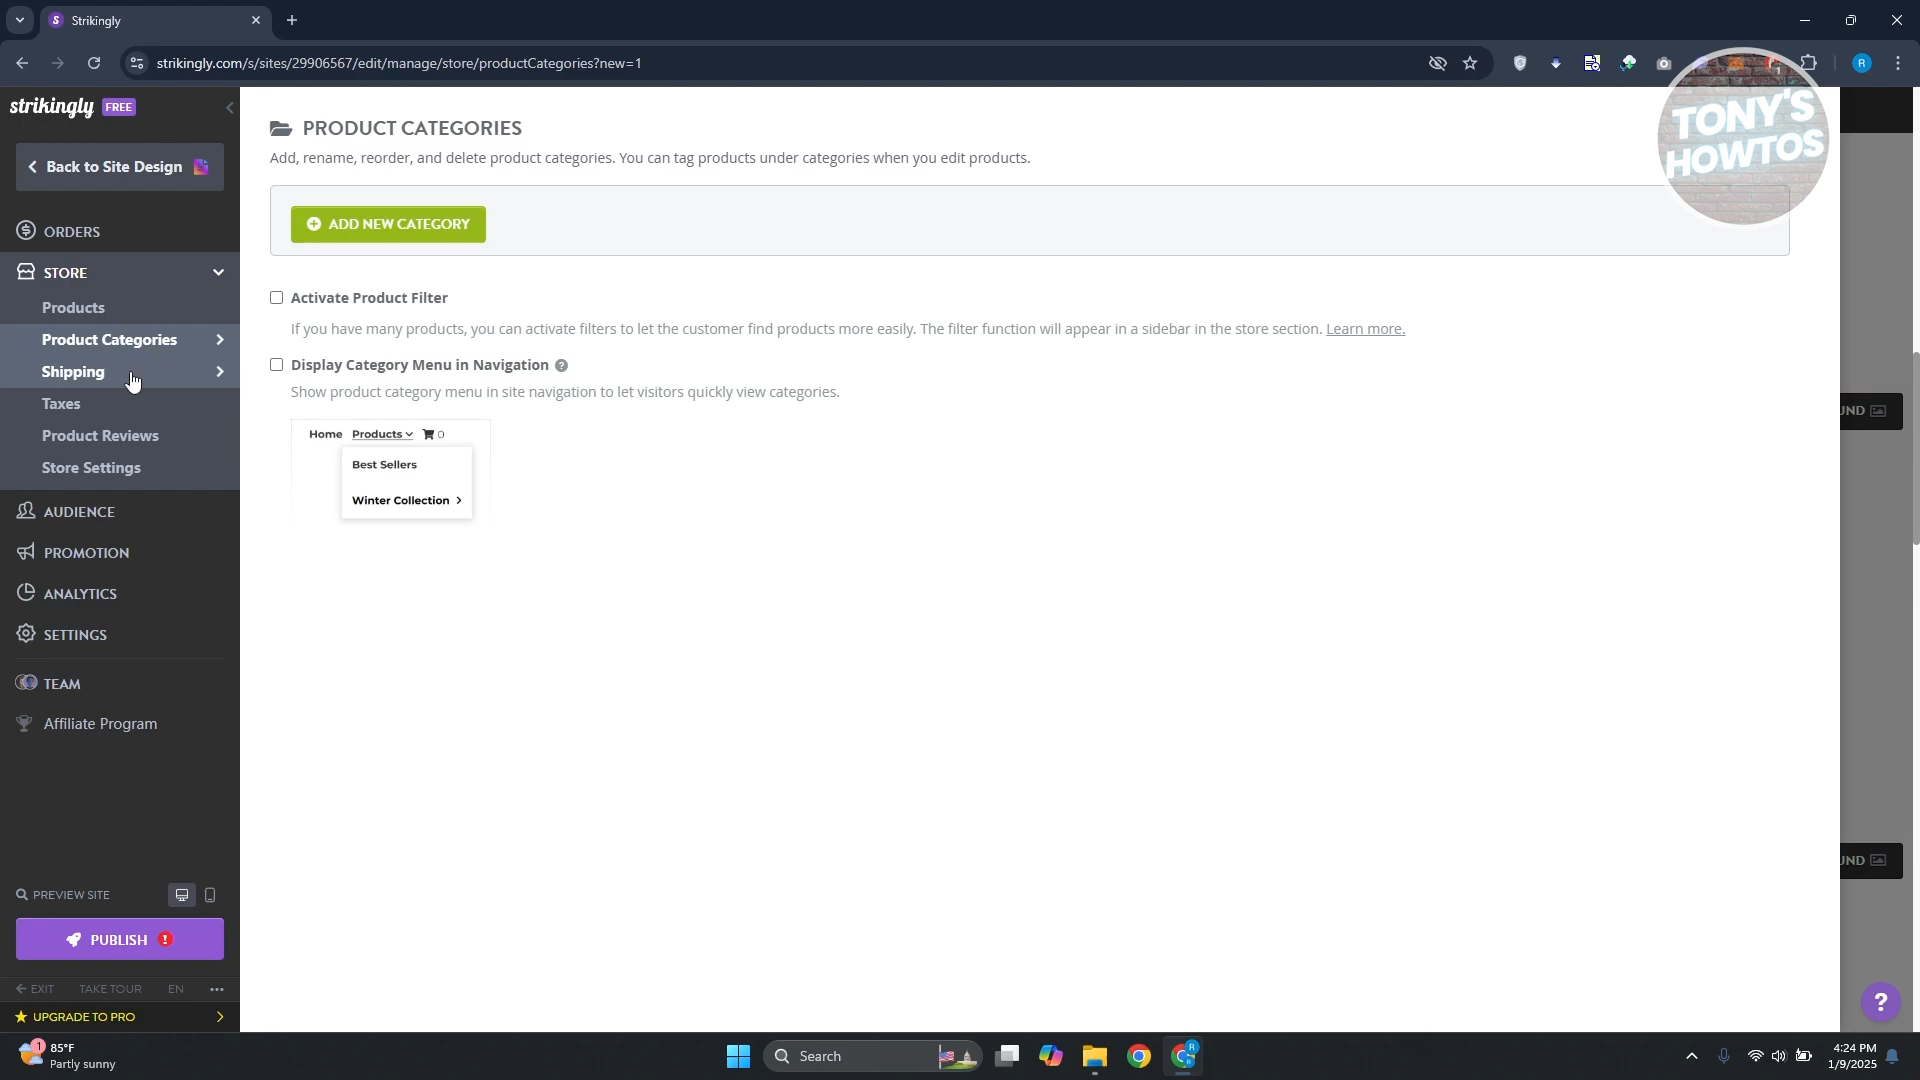 Strikingly
strikingly.com/s/sites/29906567/edit/manage/store/productCategories?new=1
R
strikingly FREE
Back to Site Design
ORDERS
STORE
Products
Product Categories
Shipping
Taxes
Product Reviews
Store Settings
AUDIENCE
PROMOTION
ANALYTICS
SETTINGS
TEAM
Affiliate Program
PREVIEW SITE
PUBLISH !
EXIT TAKE TOUR EN
UPGRADE TO PRO
PRODUCT CATEGORIES
Add, rename, reorder, and delete product categories. You can tag products under categories when you edit products.
ADD NEW CATEGORY
Activate Product Filter
If you have many products, you can activate filters to let the customer find products more easily. The filter function will appear in a sidebar in the store section. Learn more.
Display Category Menu in Navigation ?
Show product category menu in site navigation to let visitors quickly view categories.
Home Products 0
Best Sellers
Winter Collection
TONY'S
HOWTOS
UND
UND
?
1
85°F
Partly sunny
Search
R
4:24 PM
1/9/2025